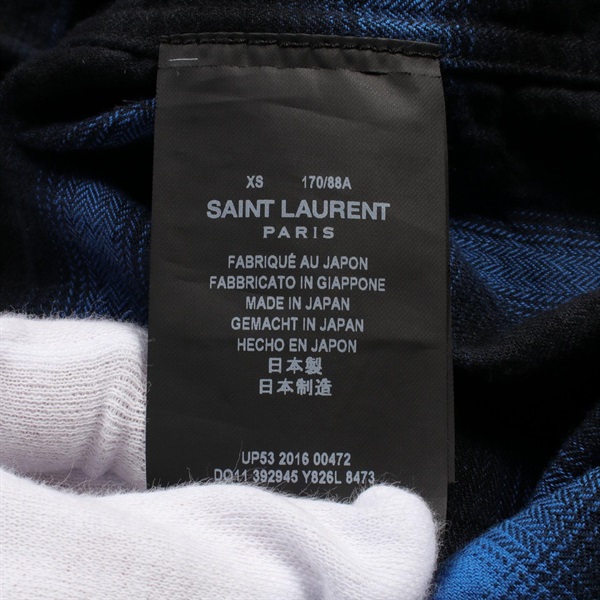 XS 170/88A
SAINT LAURENT
PARIS
FABRIQUÉ AU JAPON
FABBRICATO IN GIAPPONE
MADE IN JAPAN
GEMACHT IN JAPAN
HECHO EN JAPON
日本製
日本制造
UP53 2016 00472
DO11 392945 Y826L 8473